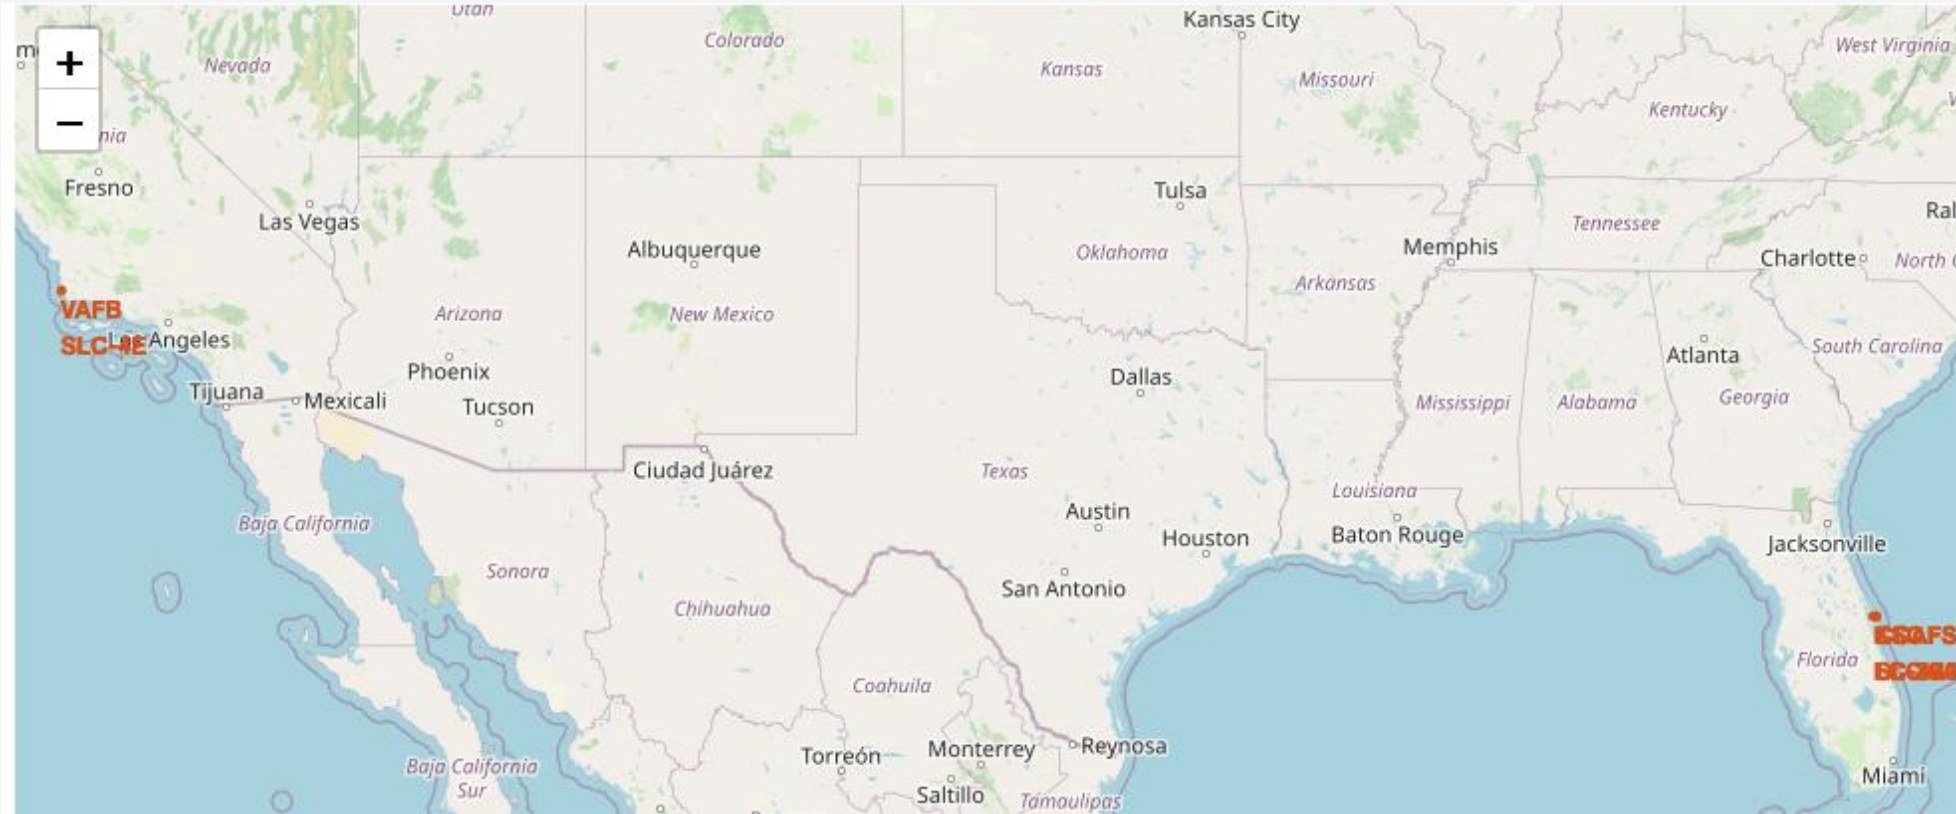 Utah
Kansas City
+
Nevada
Colorado
Kansas
Missouri
West Virginia
−
Kentucky
Fresno
Las Vegas
Tulsa
Albuquerque
Oklahoma
Memphis
Tennessee
Charlotte
North
VAFB
SLC-4E
Los Angeles
Arizona
New Mexico
Arkansas
Atlanta
South Carolina
Phoenix
Dallas
Tijuana
Mexicali
Tucson
Mississippi
Alabama
Georgia
Ciudad Juárez
Texas
Louisiana
Baja California
Austin
Houston
Baton Rouge
Jacksonville
Sonora
San Antonio
Chihuahua
Florida
Coahuila
Torreón
Monterrey
Reynosa
Baja California
Sur
Saltillo
Tamaulipas
Miami